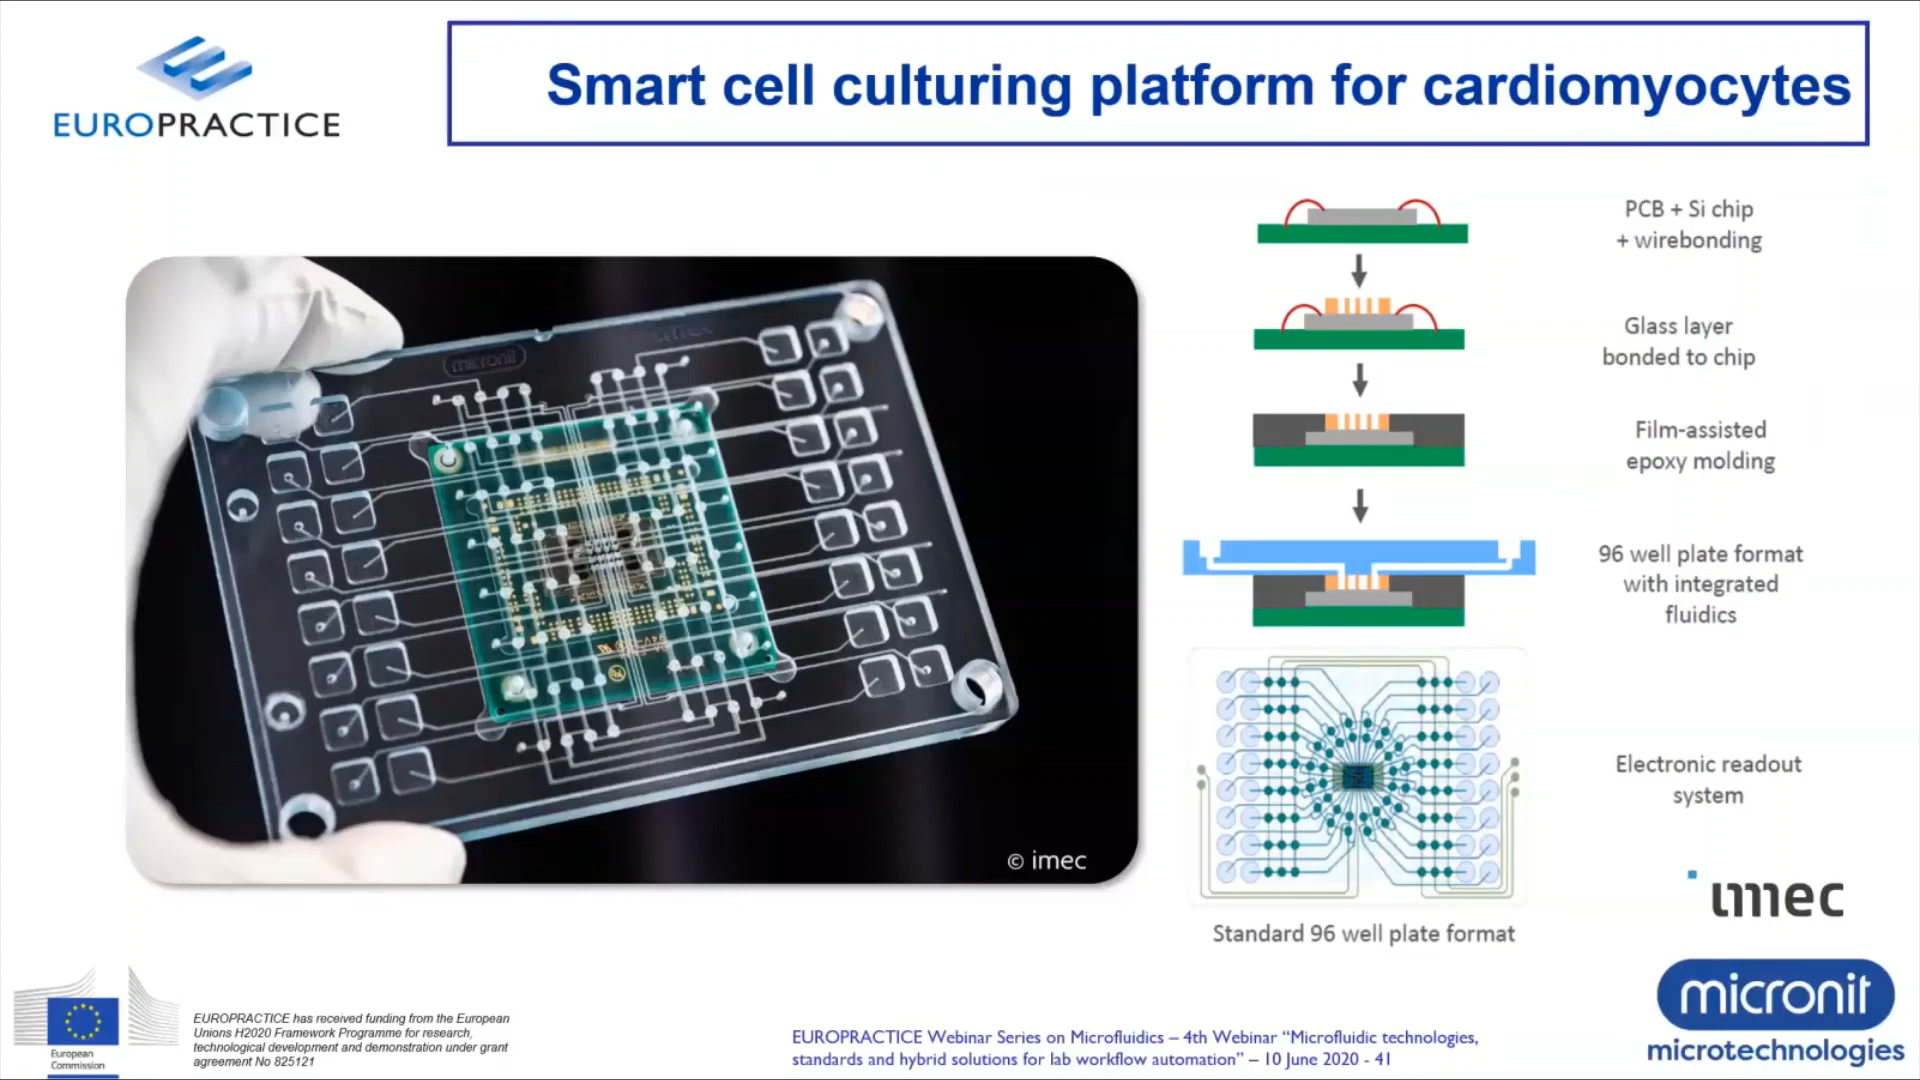 EUROPRACTICE
Smart cell culturing platform for cardiomyocytes
micronit
© imec
PCB + Si chip
+ wirebonding
Glass layer
bonded to chip
Film-assisted
epoxy molding
96 well plate format
with integrated
fluidics
Electronic readout
system
Standard 96 well plate format
imec
micronit
microtechnologies
European
Commission
EUROPRACTICE has received funding from the European
Unions H2020 Framework Programme for research,
technological development and demonstration under grant
agreement No 825121
EUROPRACTICE Webinar Series on Microfluidics – 4th Webinar “Microfluidic technologies,
standards and hybrid solutions for lab workflow automation” – 10 June 2020 - 41